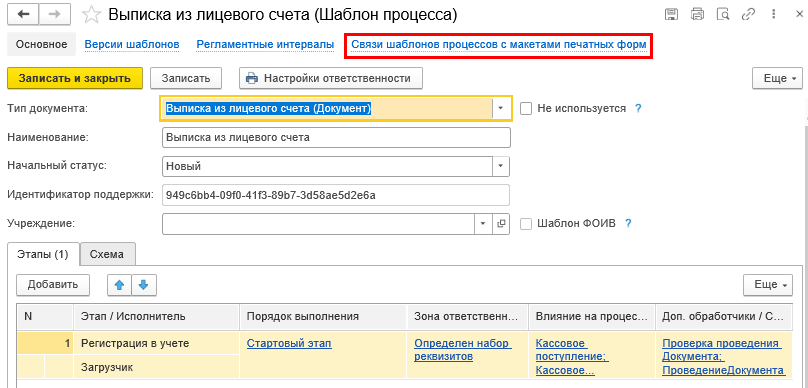 Выписка из лицевого счета (Шаблон процесса)
Основное Версии шаблонов Регламентные интервалы Связи шаблонов процессов с макетами печатных форм
Записать и закрыть Записать Настройки ответственности Еще
Тип документа: Выписка из лицевого счета (Документ) Не используется ?
Наименование: Выписка из лицевого счета
Начальный статус: Новый
Идентификатор поддержки: 949c6bb4-09f0-41f3-89b7-3d58ae5d2e6a
Учреждение: Шаблон ФОИВ ?
Этапы (1) Схема
Добавить Еще
N Этап / Исполнитель Порядок выполнения Зона ответственн... Влияние на процес... Доп. обработчики / С...
1 Регистрация в учете Стартовый этап Определен набор Кассовое Проверка проведения
реквизитов поступление; Документа;
Загрузчик Кассовое... ПроведениеДокумента